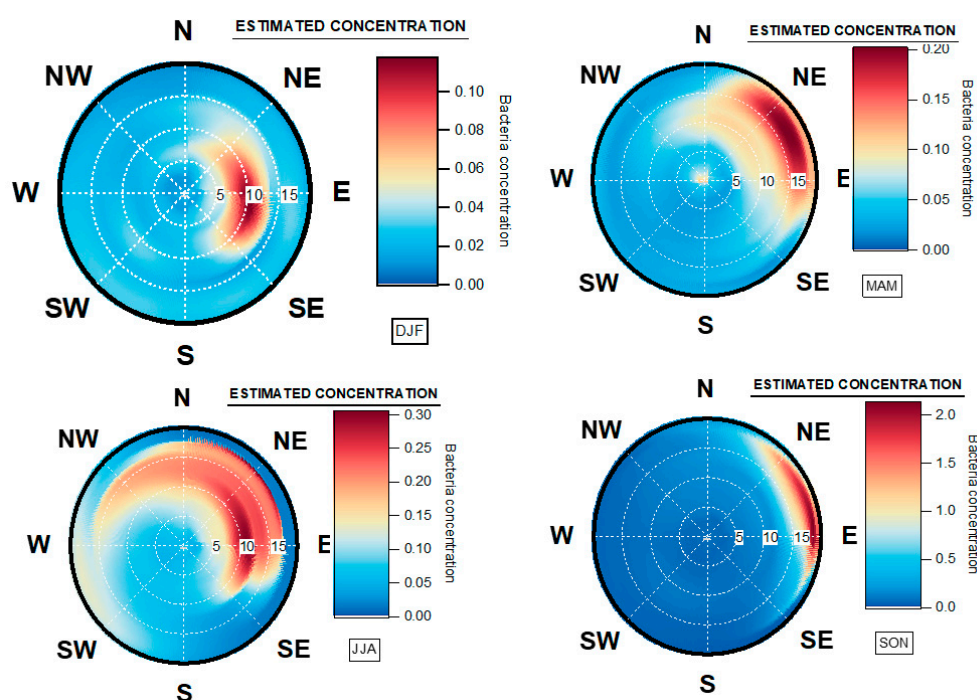 ESTIMATED CONCENTRATION
N
NE
E
SE
S
SW
W
NW
5 10 15
0.10
0.08
0.06
0.04
0.02
0.00
Bacteria concentration
DJF
ESTIMATED CONCENTRATION
N
NE
E
SE
S
SW
W
NW
5 10 15
0.20
0.15
0.10
0.05
0.00
Bacteria concentration
MAM
ESTIMATED CONCENTRATION
N
NE
E
SE
S
SW
W
NW
5 10 15
0.30
0.25
0.20
0.15
0.10
0.05
0.00
Bacteria concentration
JJA
ESTIMATED CONCENTRATION
N
NE
E
SE
S
SW
W
NW
5 10 15
2.0
1.5
1.0
0.5
0.0
Bacteria concentration
SON